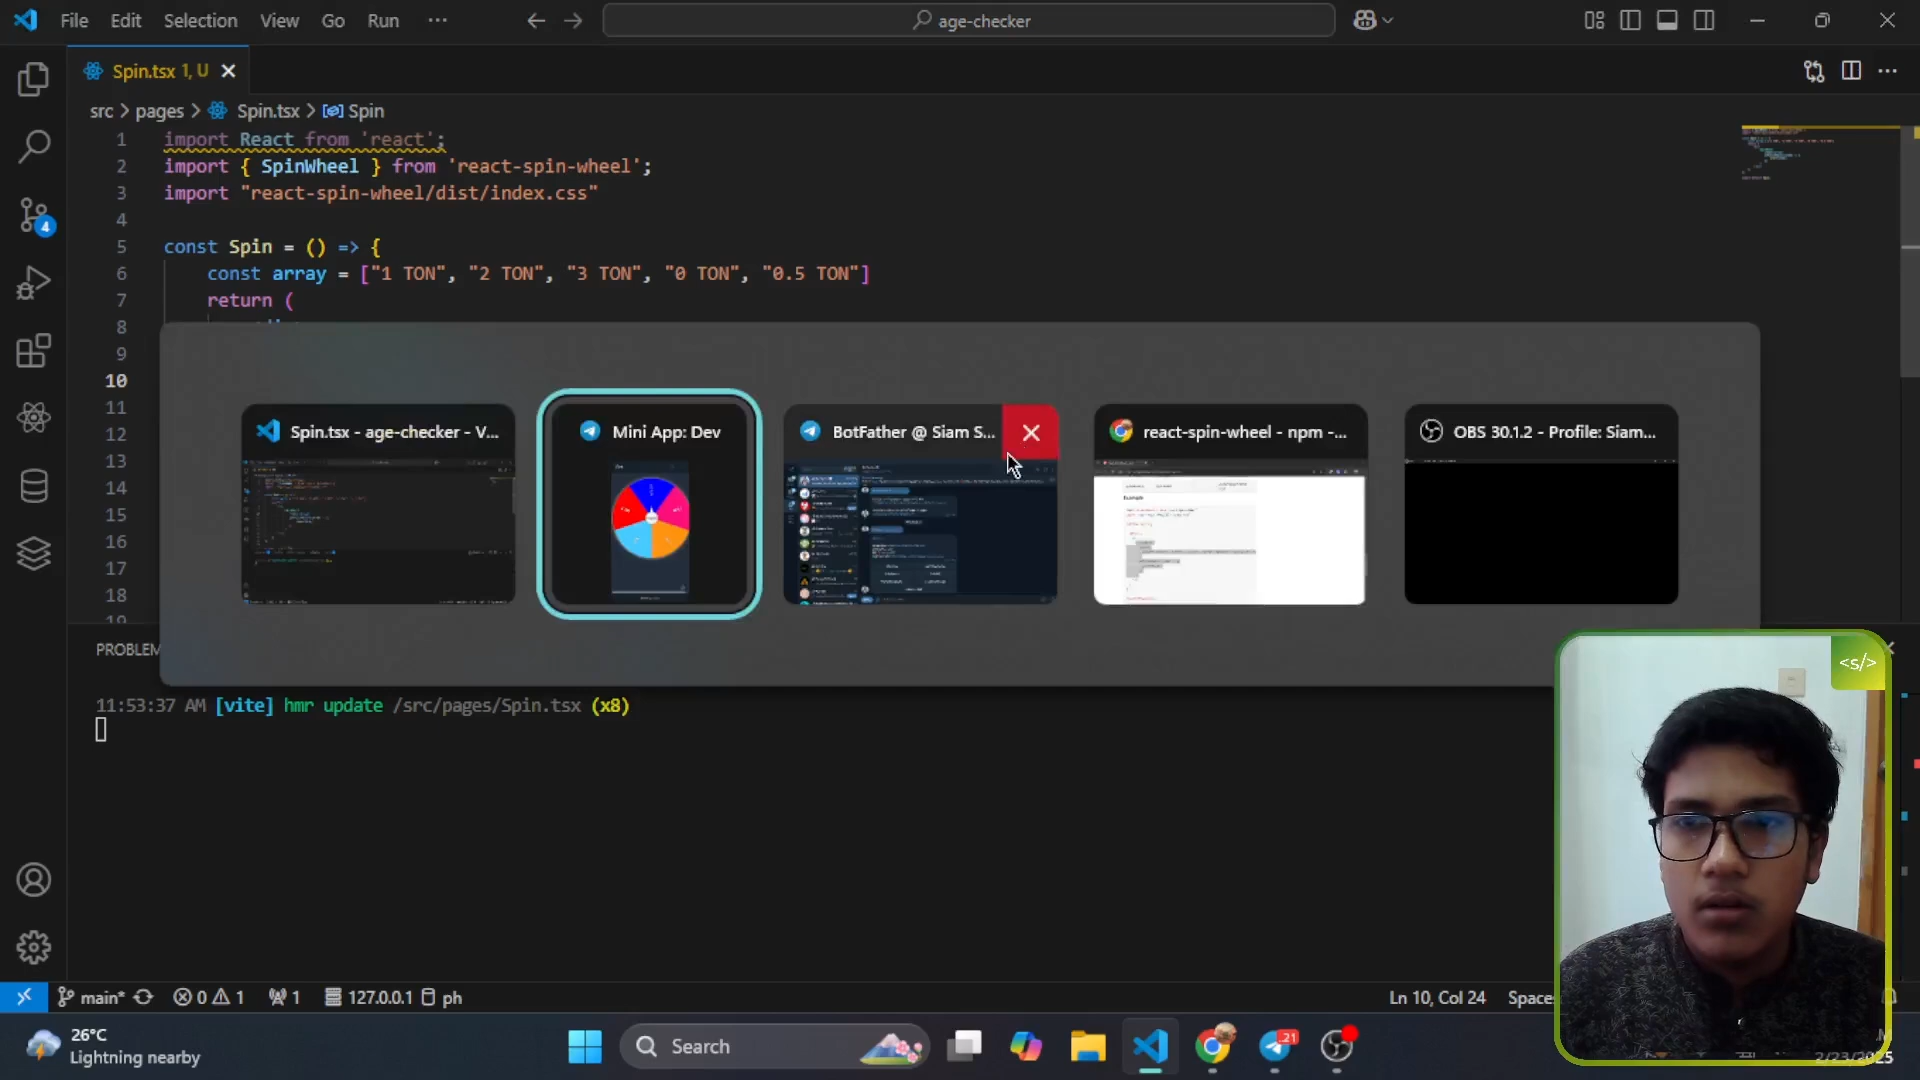 File Edit Selection View Go Run ··· age-checker
Spin.tsx 1, U
src > pages > Spin.tsx > Spin
1 import React from 'react';
2 import { SpinWheel } from 'react-spin-wheel';
3 import "react-spin-wheel/dist/index.css"
4
5 const Spin = () => {
6 const array = ["1 TON", "2 TON", "3 TON", "0 TON", "0.5 TON"]
7 return (
8
9
10
11
12
13
14
15
16
17
18
19
Spin.tsx - age-checker - V...
Mini App: Dev
BotFather @ Siam S...
react-spin-wheel - npm -...
OBS 30.1.2 - Profile: Siam...
4
PROBLEM
11:53:37 AM [vite] hmr update /src/pages/Spin.tsx (x8)
<s/>
main* 0 1 1 127.0.0.1 ph Ln 10, Col 24 Spaces
26°C
Lightning nearby
Search
21
2/23/2025